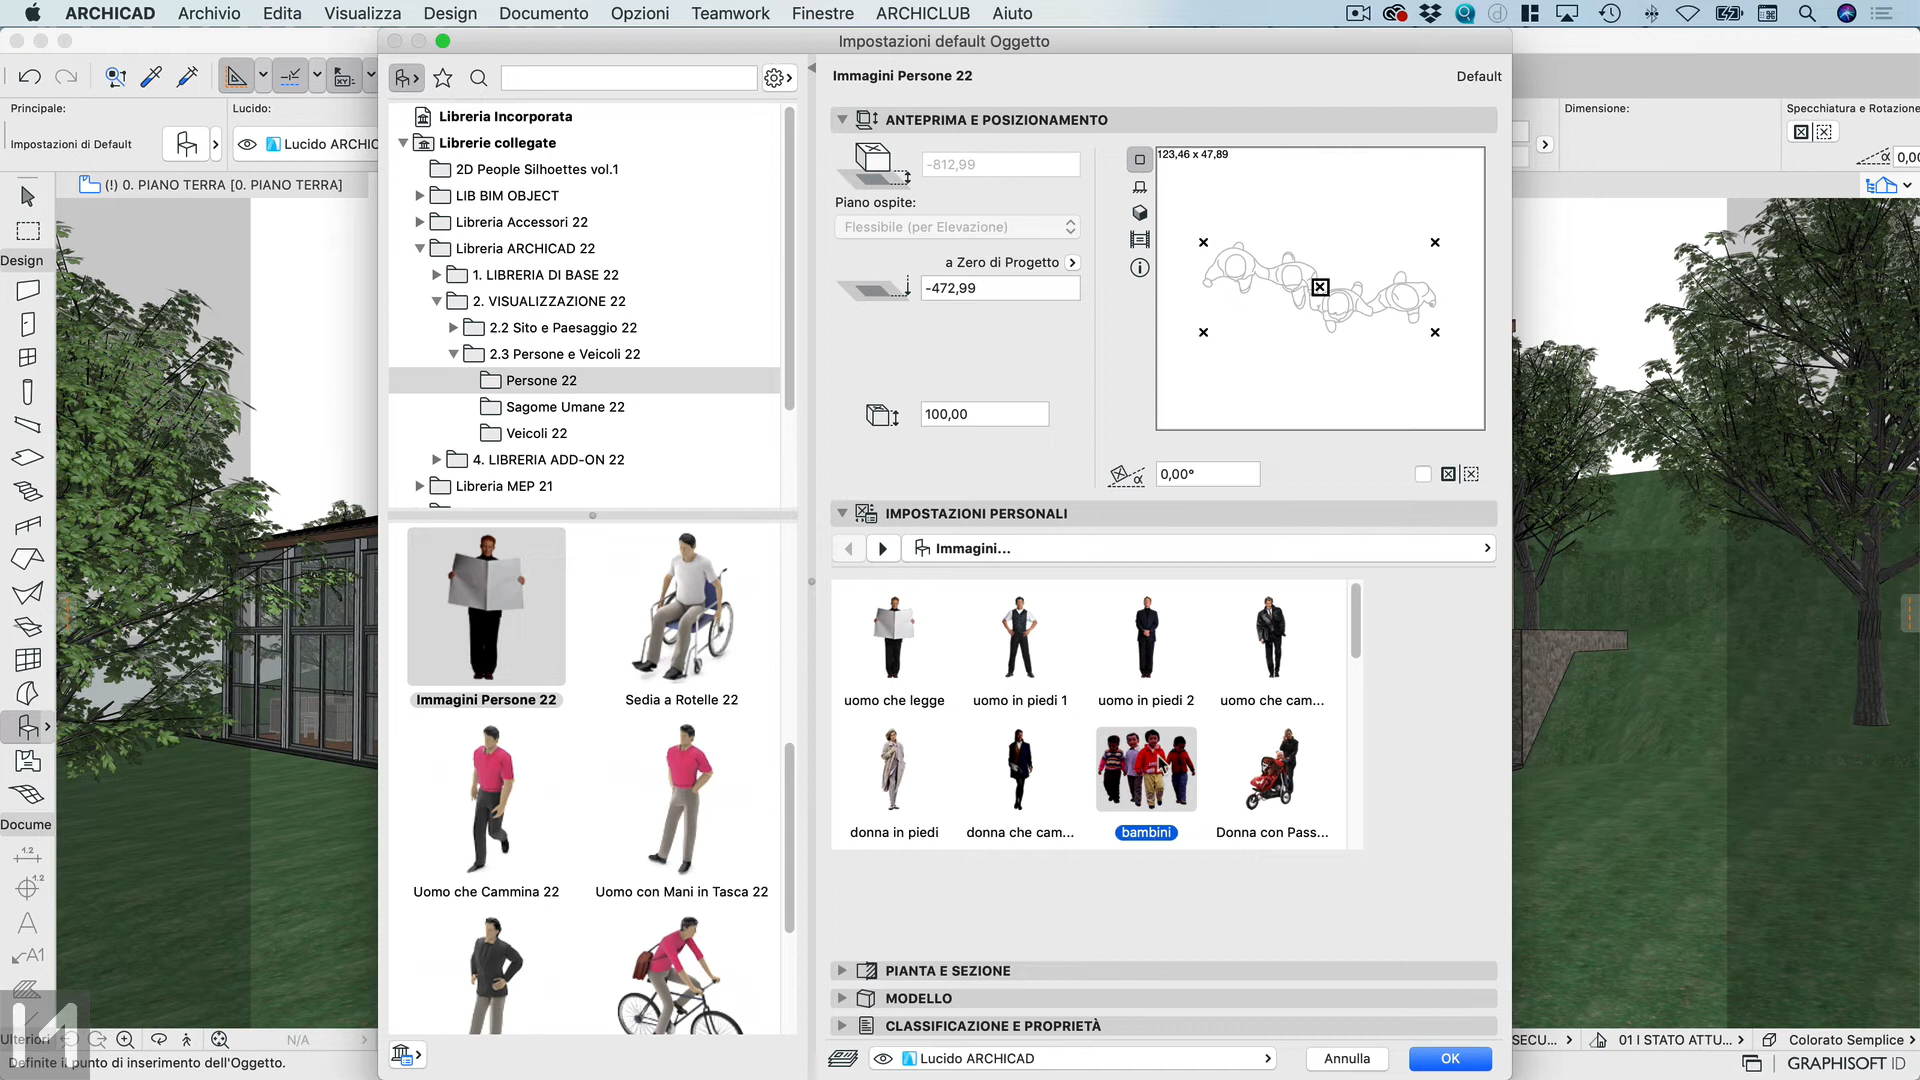 ARCHICAD Archivio Edita Visualizza Design Documento Opzioni Teamwork Finestre ARCHICLUB Aiuto
Impostazioni default Oggetto
Principale:
Lucido:
Impostazioni di Default
Lucido ARCHIC
(!) 0. PIANO TERRA [0. PIANO TERRA]
Dimensione:
Specchiatura e Rotazione
0,00
Design
Docume
1.2
1.2
A
A1
Ulteriori
N/A
Definite il punto di inserimento dell'Oggetto.
Libreria Incorporata
Librerie collegate
2D People Silhoettes vol.1
LIB BIM OBJECT
Libreria Accessori 22
Libreria ARCHICAD 22
1. LIBRERIA DI BASE 22
2. VISUALIZZAZIONE 22
2.2 Sito e Paesaggio 22
2.3 Persone e Veicoli 22
Persone 22
Sagome Umane 22
Veicoli 22
4. LIBRERIA ADD-ON 22
Libreria MEP 21
Immagini Persone 22
Sedia a Rotelle 22
Uomo che Cammina 22
Uomo con Mani in Tasca 22
Immagini Persone 22
Default
ANTEPRIMA E POSIZIONAMENTO
-812,99
Piano ospite:
Flessibile (per Elevazione)
a Zero di Progetto
-472,99
100,00
123,46 x 47,89
α
0,00°
IMPOSTAZIONI PERSONALI
Immagini...
uomo che legge
uomo in piedi 1
uomo in piedi 2
uomo che cam...
donna in piedi
donna che cam...
bambini
Donna con Pass...
PIANTA E SEZIONE
MODELLO
CLASSIFICAZIONE E PROPRIETÀ
Lucido ARCHICAD
Annulla
OK
SECU...
01 I STATO ATTU...
Colorato Semplice
GRAPHISOFT ID